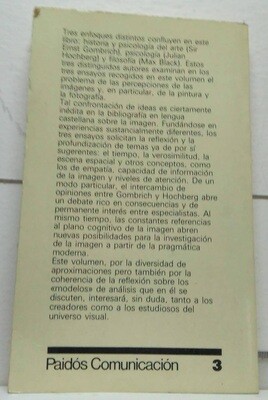 Tres enfoques distintos confluyen en este
libro: historia y psicología del arte (Sir
Ernst Gombrich), psicología (Julian
Hochberg) y filosofía (Max Black). Estos
tres distinguidos autores examinan en los
tres ensayos recogidos en este volumen el
problema de las percepciones de las
imágenes y, en particular, de la pintura y
la fotografía.
Tal confrontación de ideas es ciertamente
inédita en la bibliografía en lengua
castellana sobre la imagen. Fundándose en
experiencias sustancialmente diferentes, los
tres ensayos solicitan la reflexión y la
profundización de temas ya de por sí
sugerentes: el tiempo, la verosimilitud, la
escena espacial y otros conceptos, como
los de empatía, capacidad de información
de la imagen y niveles de atención. De un
modo particular, el intercambio de
opiniones entre Gombrich y Hochberg abre
un debate rico en consecuencias y de
permanente interés entre especialistas. Al
mismo tiempo, las constantes referencias
al plano cognitivo de la imagen abren
nuevas posibilidades para la investigación
de la imagen a partir de la pragmática
moderna.
Este volumen, por la diversidad de
aproximaciones pero también por la
coherencia de la reflexión sobre los
«modelos» de análisis que en él se
discuten, interesará, sin duda, tanto a los
creadores como a los estudiosos del
universo visual.
Paidós Comunicación 3